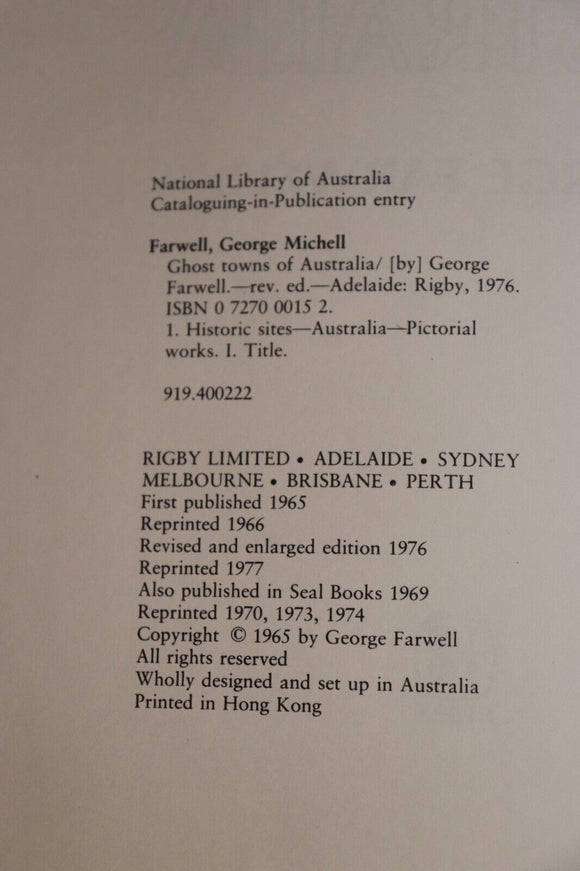 National Library of Australia
Cataloguing-in-Publication entry
Farwell, George Michell
Ghost towns of Australia/ [by] George
Farwell.—rev. ed.—Adelaide: Rigby, 1976.
ISBN 0 7270 0015 2.
1. Historic sites—Australia—Pictorial
works. I. Title.
919.400222
RIGBY LIMITED • ADELAIDE • SYDNEY
MELBOURNE • BRISBANE • PERTH
First published 1965
Reprinted 1966
Revised and enlarged edition 1976
Reprinted 1977
Also published in Seal Books 1969
Reprinted 1970, 1973, 1974
Copyright © 1965 by George Farwell
All rights reserved
Wholly designed and set up in Australia
Printed in Hong Kong